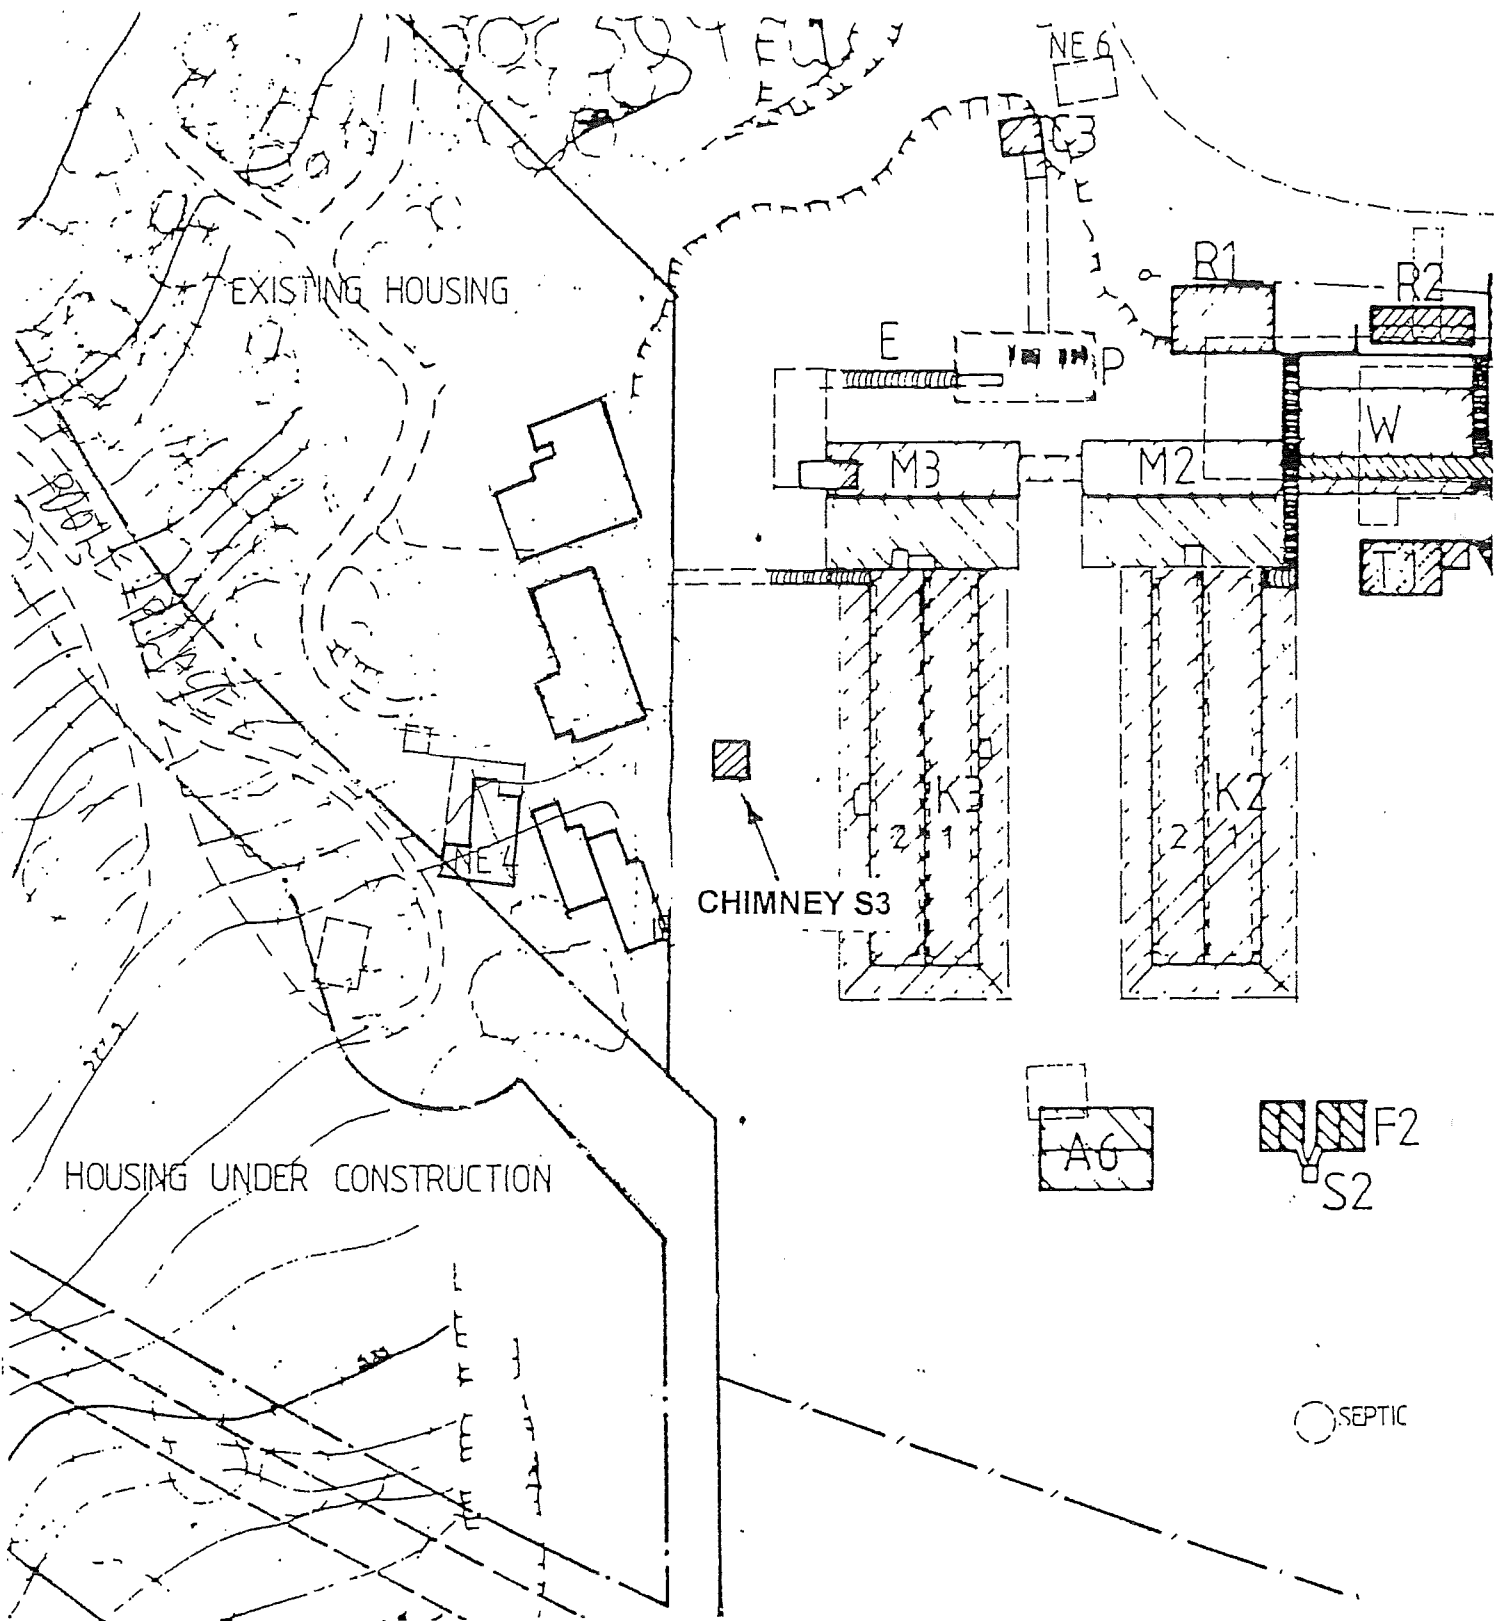 NE 6
C3
E
R1
R2
EXISTING HOUSING
E
P
W
M3
M2
T1
K3
2 1
K2
2 1
NE 4
CHIMNEY S3
A6
F2
S2
HOUSING UNDER CONSTRUCTION
SEPTIC